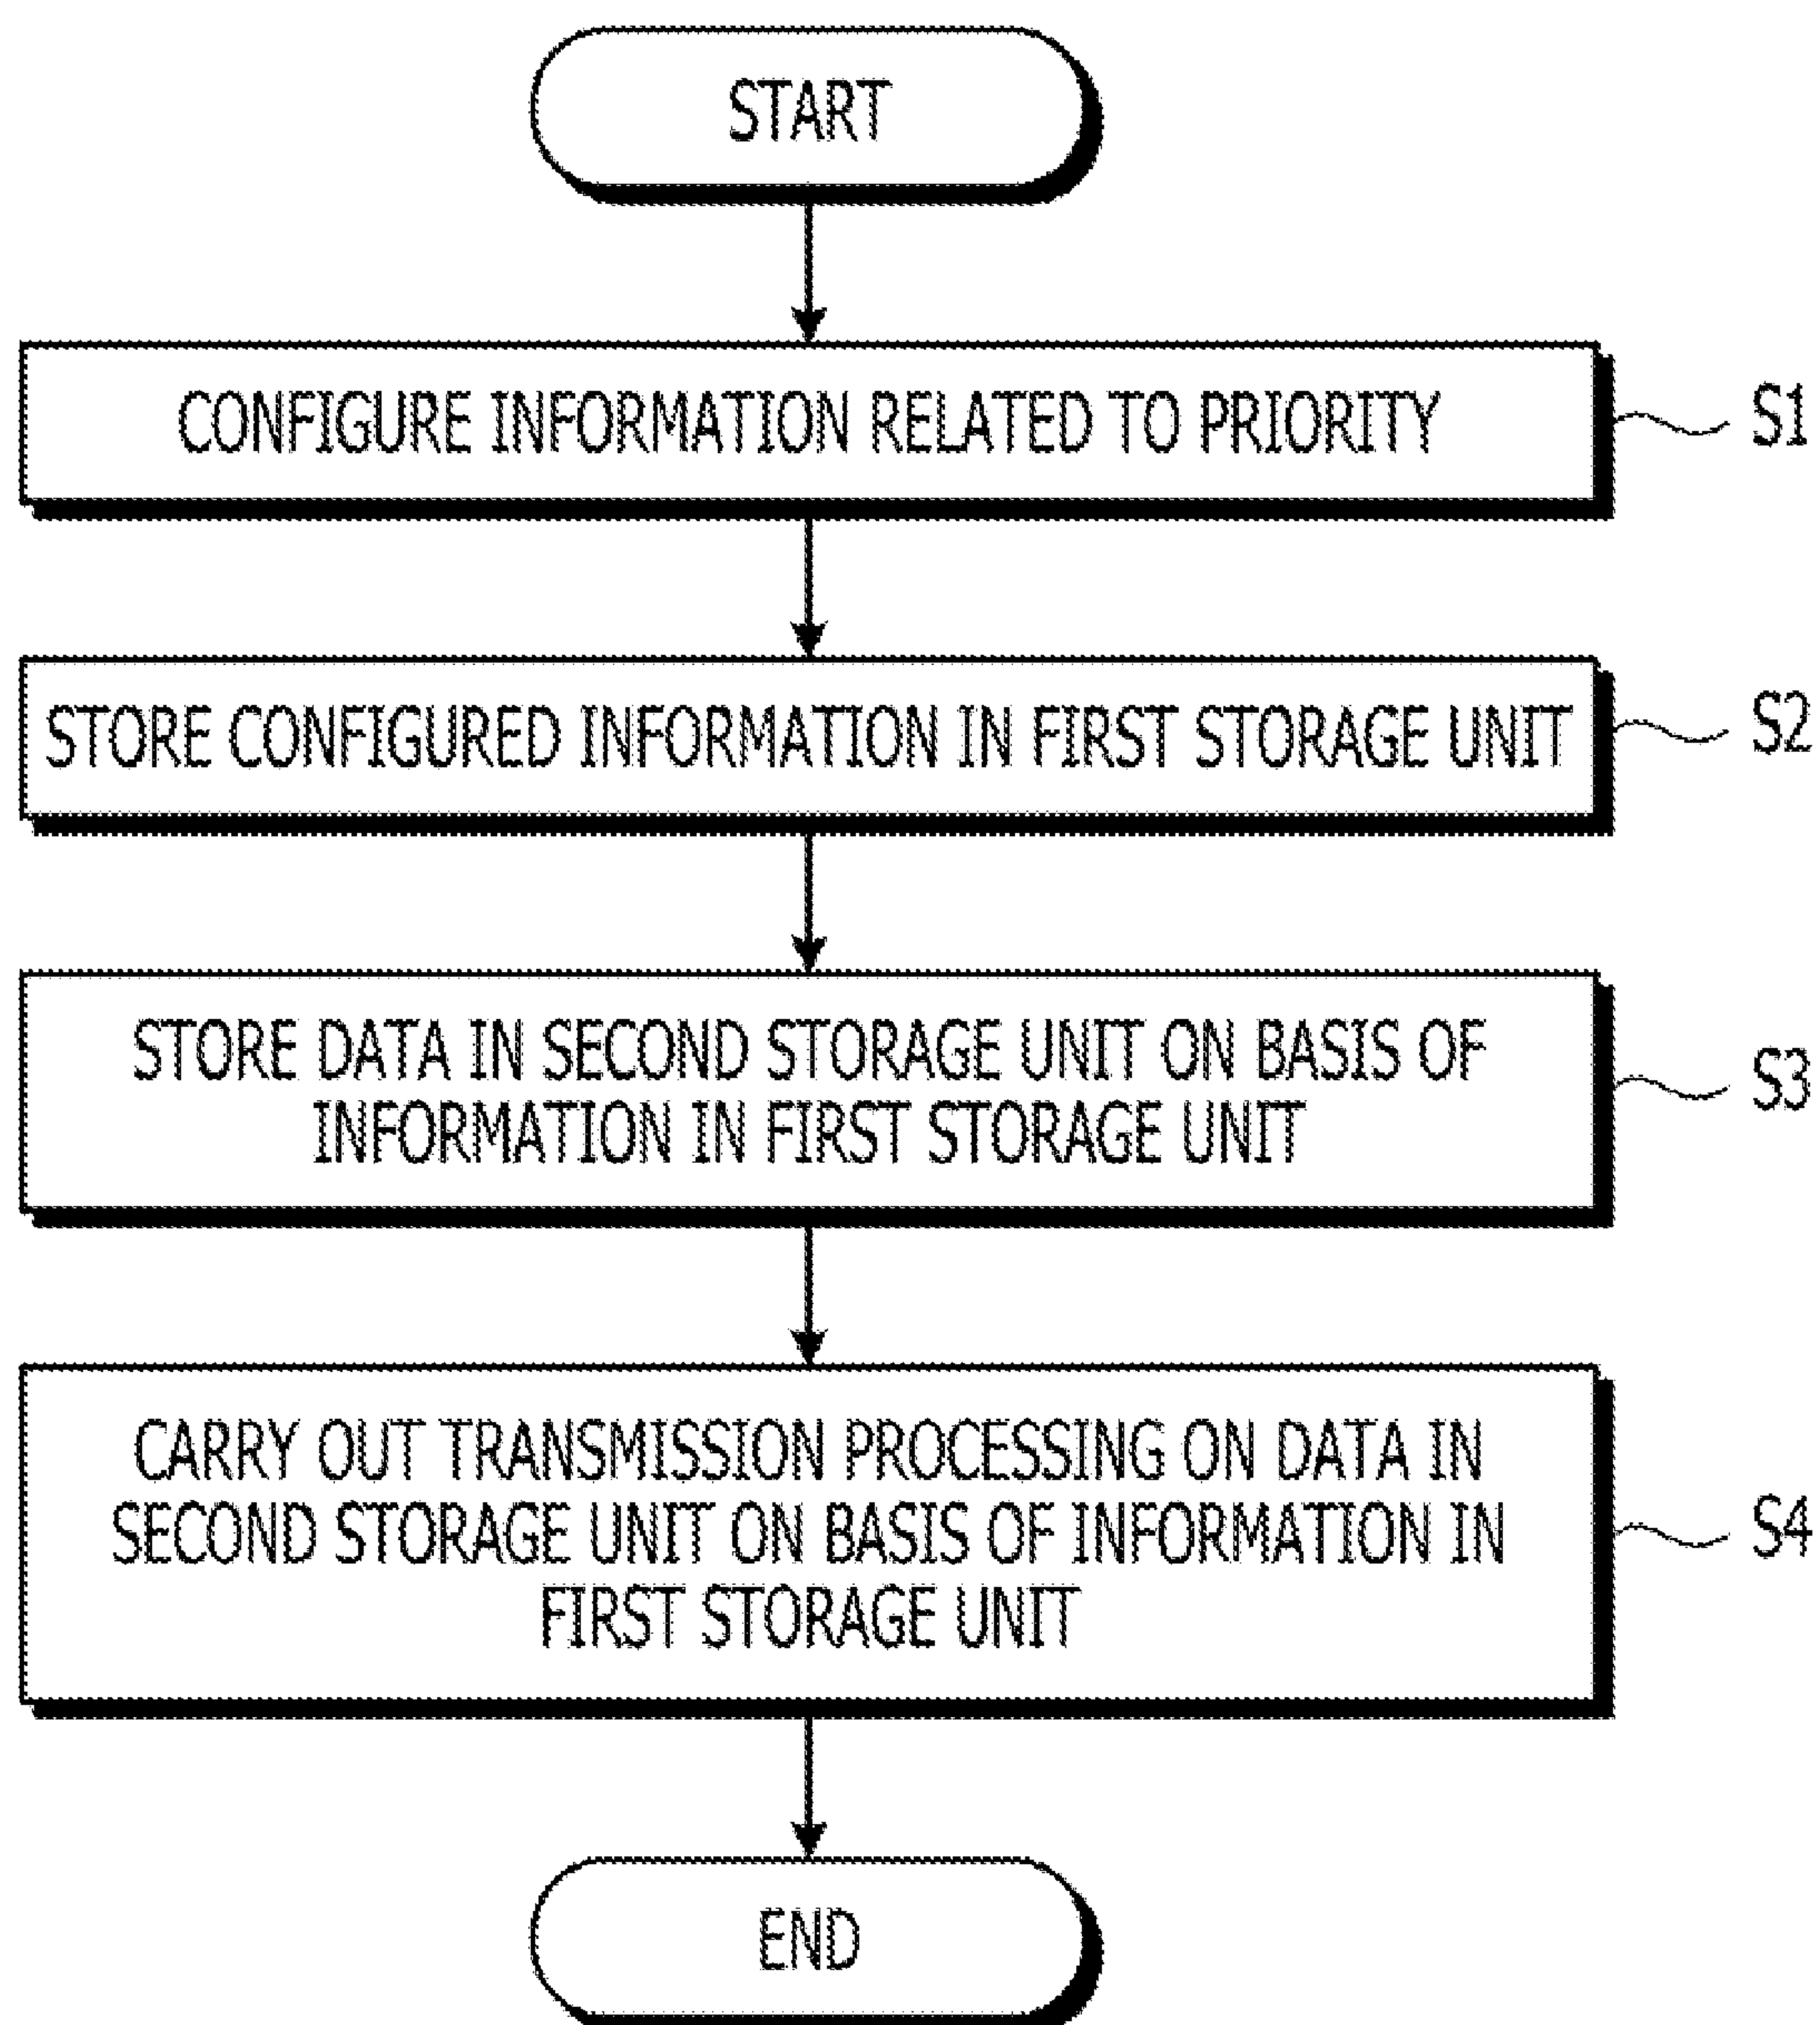 START
CONFIGURE INFORMATION RELATED TO PRIORITY
S1
STORE CONFIGURED INFORMATION IN FIRST STORAGE UNIT
S2
STORE DATA IN SECOND STORAGE UNIT ON BASIS OF
INFORMATION IN FIRST STORAGE UNIT
S3
CARRY OUT TRANSMISSION PROCESSING ON DATA IN
SECOND STORAGE UNIT ON BASIS OF INFORMATION IN
FIRST STORAGE UNIT
S4
END